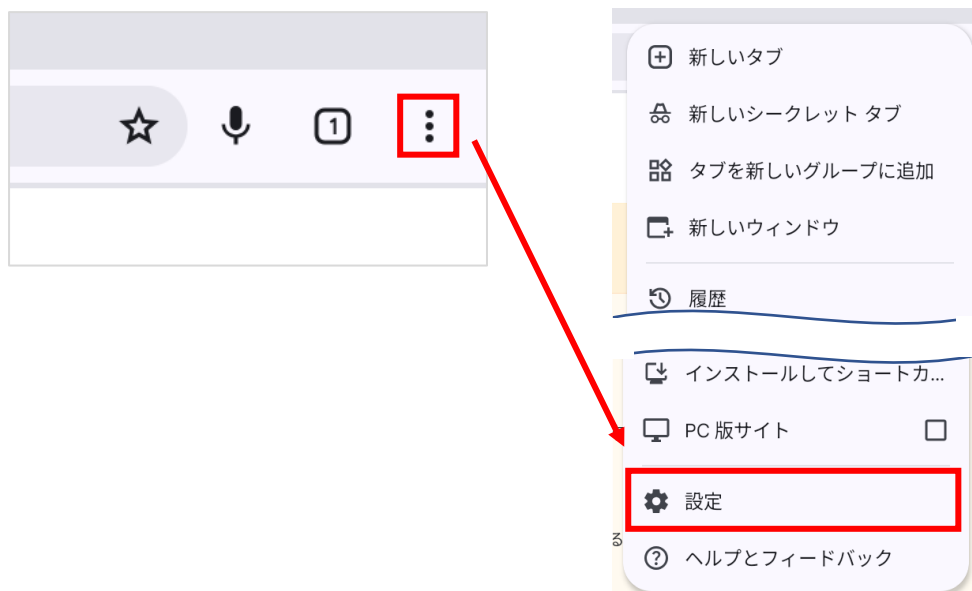 1
新しいタブ
新しいシークレット タブ
タブを新しいグループに追加
新しいウィンドウ
履歴
インストールしてショートカ...
PC 版サイト
設定
る
ヘルプとフィードバック